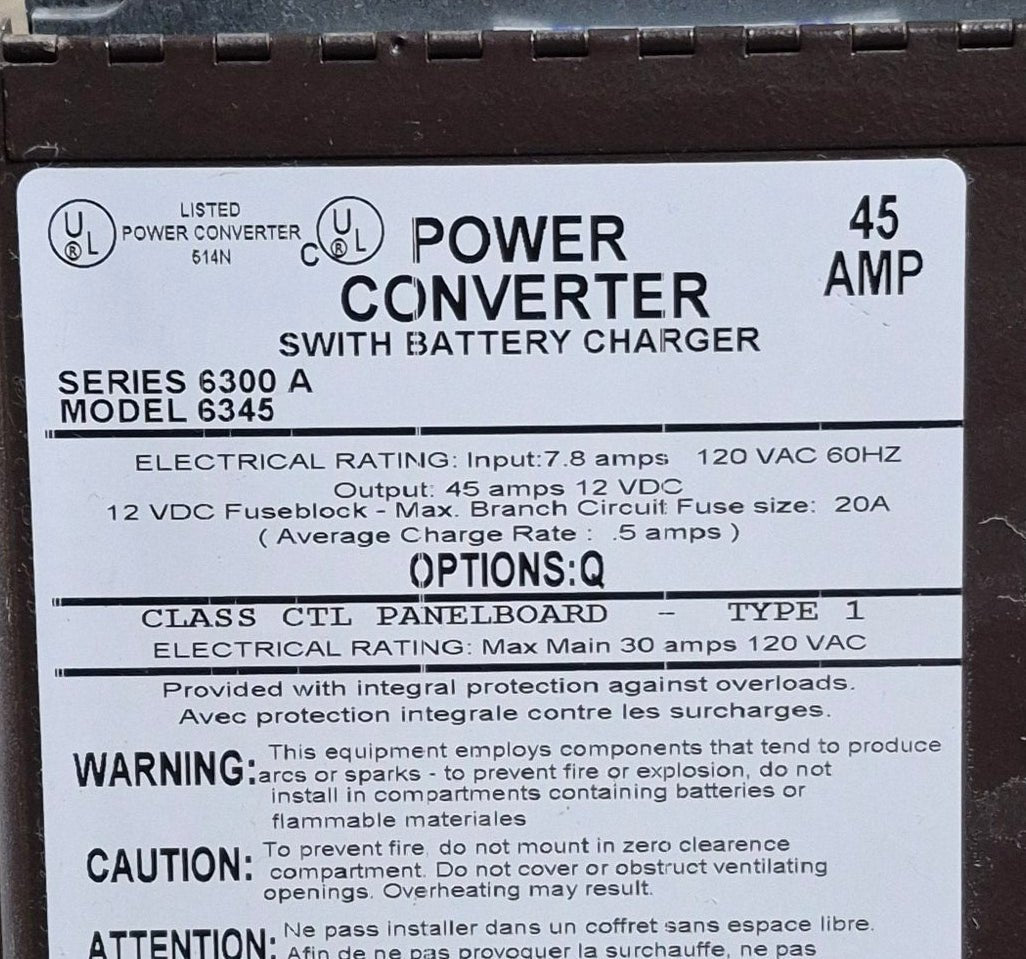 UL® LISTED POWER CONVERTER 514N CUL®
POWER CONVERTER
45 AMP
SWITH BATTERY CHARGER
SERIES 6300 A
MODEL 6345
ELECTRICAL RATING: Input:7.8 amps 120 VAC 60HZ
Output: 45 amps 12 VDC
12 VDC Fuseblock - Max. Branch Circuit Fuse size: 20A
( Average Charge Rate : .5 amps )
OPTIONS:Q
CLASS CTL PANELBOARD - TYPE 1
ELECTRICAL RATING: Max Main 30 amps 120 VAC
Provided with integral protection against overloads.
Avec protection integrale contre les surcharges.
WARNING: This equipment employs components that tend to produce
arcs or sparks - to prevent fire or explosion, do not
install in compartments containing batteries or
flammable materiales
CAUTION: To prevent fire, do not mount in zero clearence
compartment. Do not cover or obstruct ventilating
openings. Overheating may result.
ATTENTION: Ne pass installer dans un coffret sans espace libre.
Afin de ne pas provoquer la surchauffe, ne pas